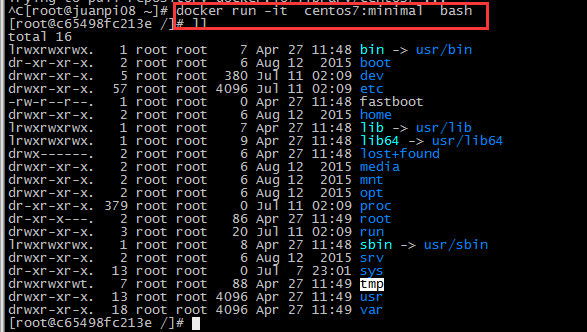 ^C[root@juanpi08 ~]# docker run -it  centos7:minimal  bash
[root@c65498fc213e /]# ll
total 16
lrwxrwxrwx.   1 root root    7 Apr 27 11:48 bin -> usr/bin
dr-xr-xr-x.   2 root root    6 Aug 12  2015 boot
drwxr-xr-x.   5 root root  380 Jul 11 02:09 dev
drwxr-xr-x.  57 root root 4096 Jul 11 02:09 etc
-rw-r--r--.   1 root root    0 Apr 27 11:48 fastboot
drwxr-xr-x.   2 root root    6 Aug 12  2015 home
lrwxrwxrwx.   1 root root    7 Apr 27 11:48 lib -> usr/lib
lrwxrwxrwx.   1 root root    9 Apr 27 11:48 lib64 -> usr/lib64
drwx------.   2 root root    6 Apr 27 11:48 lost+found
drwxr-xr-x.   2 root root    6 Aug 12  2015 media
drwxr-xr-x.   2 root root    6 Aug 12  2015 mnt
drwxr-xr-x.   2 root root    6 Aug 12  2015 opt
dr-xr-xr-x. 379 root root    0 Jul 11 02:09 proc
dr-xr-x---.   2 root root   86 Apr 27 11:49 root
drwxr-xr-x.   3 root root   20 Jul 11 02:09 run
lrwxrwxrwx.   1 root root    8 Apr 27 11:48 sbin -> usr/sbin
drwxr-xr-x.   2 root root    6 Aug 12  2015 srv
dr-xr-xr-x.  13 root root    0 Jul  7 23:01 sys
drwxrwxrwt.   7 root root   88 Apr 27 11:49 tmp
drwxr-xr-x.  13 root root 4096 Apr 27 11:49 usr
drwxr-xr-x.  18 root root 4096 Apr 27 11:49 var
[root@c65498fc213e /]#